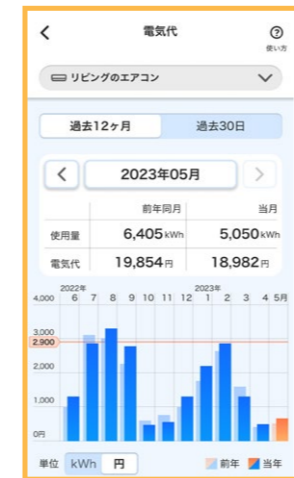 電気代
使い方
リビングのエアコン
過去12ヶ月 過去30日
2023年05月
前年同月 当月
使用量 6,405 kWh 5,050 kWh
電気代 19,854 円 18,982 円
2022年 2023年
6 7 8 9 10 11 12 1 2 3 4 5月
4,000
3,000
2.900
2,000
1,000
0円
単位 kWh 円 前年 当年